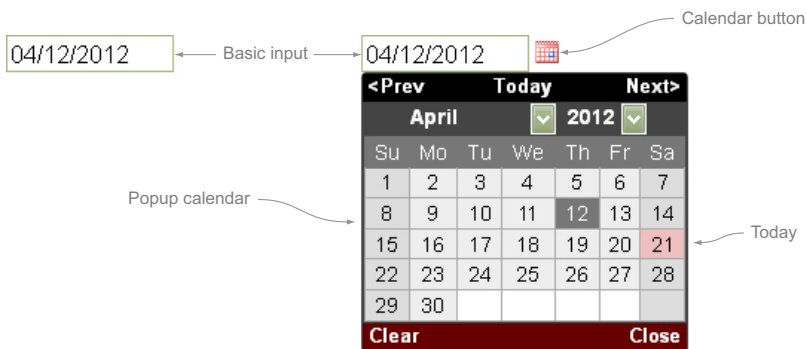 Calendar button
04/12/2012 Basic input 04/12/2012
<Prev Today Next>
April 2012
Su Mo Tu We Th Fr Sa
1 2 3 4 5 6 7
Popup calendar
8 9 10 11 12 13 14
Today
15 16 17 18 19 20 21
22 23 24 25 26 27 28
29 30
Clear Close